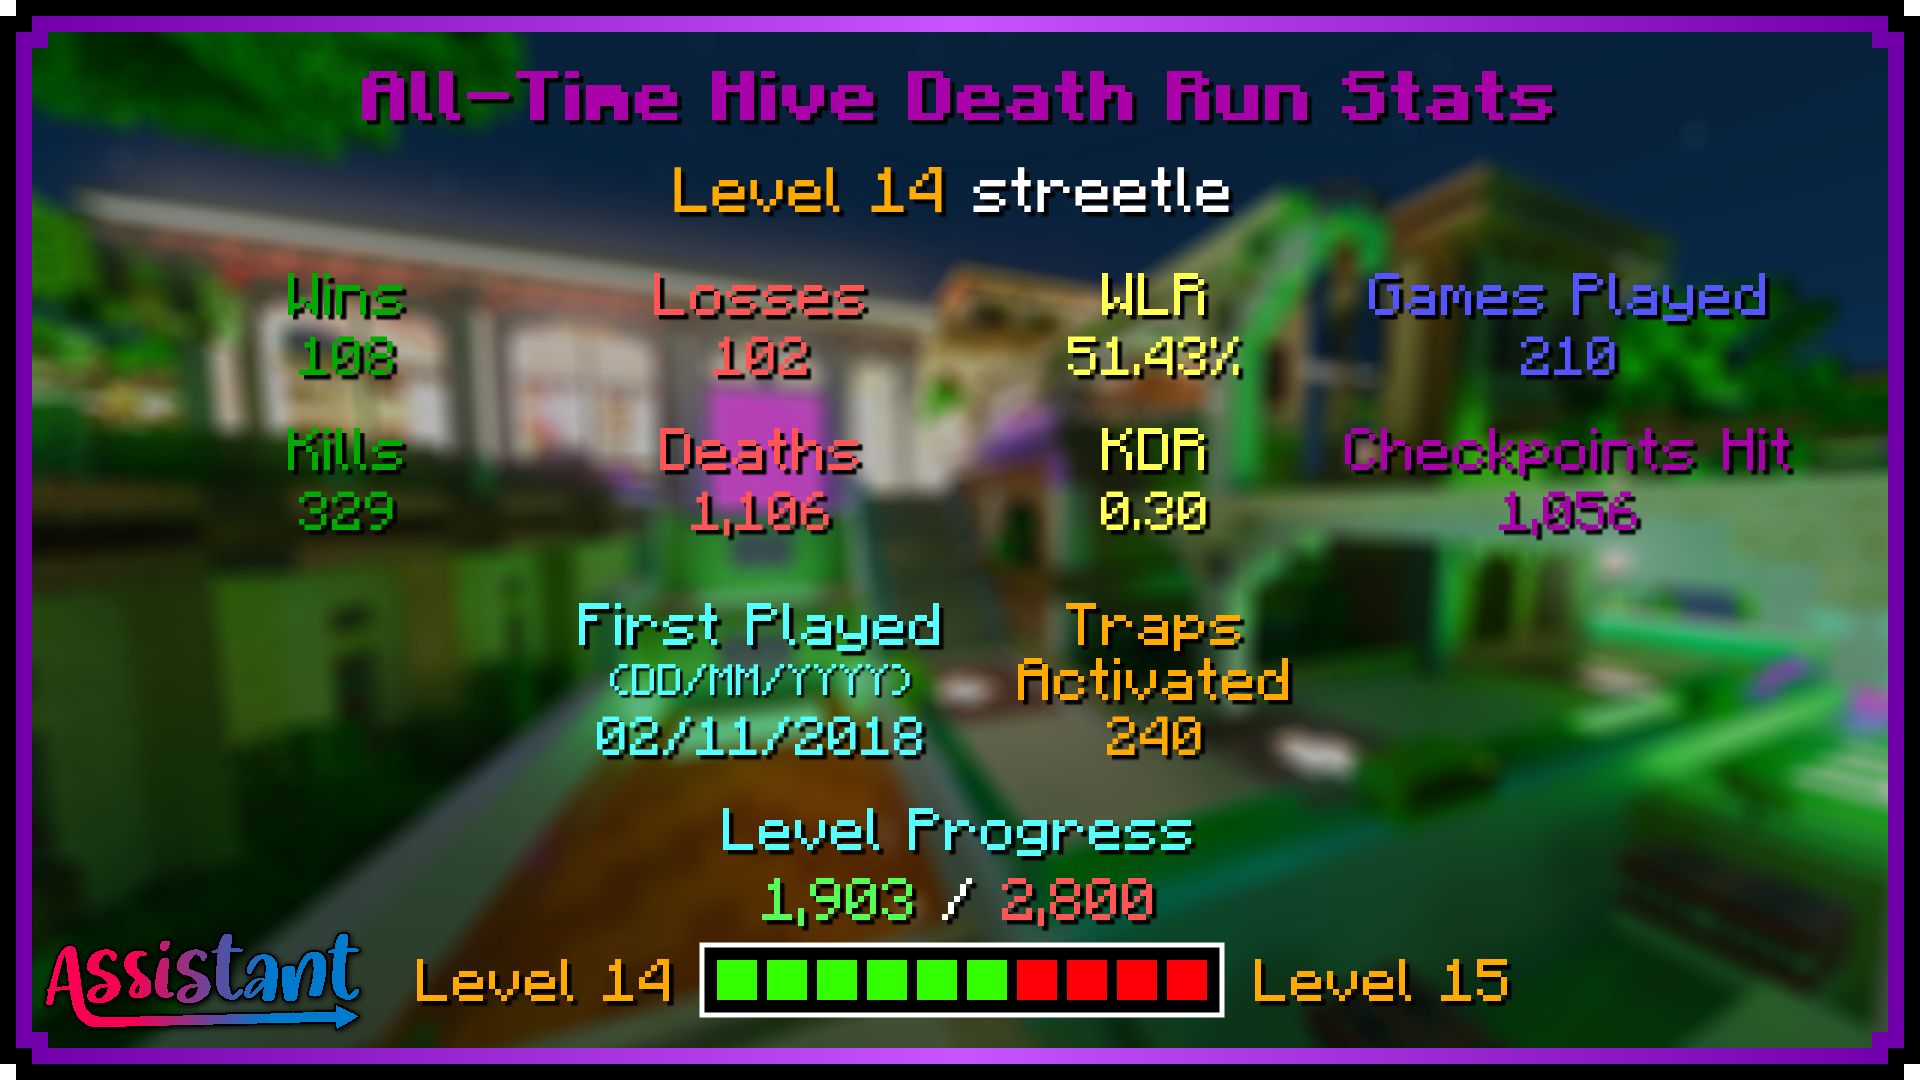 All-Time Hive Death Run Stats
Level 14 streetle
Wins Losses WLR Games Played
108 102 51.43% 210
Kills Deaths KDR Checkpoints Hit
329 1,106 0.30 1,056
First Played
(DD/MM/YYYY)
02/11/2018
Traps
Activated
240
Level Progress
1,903 / 2,800
Assistant
Level 14 Level 15